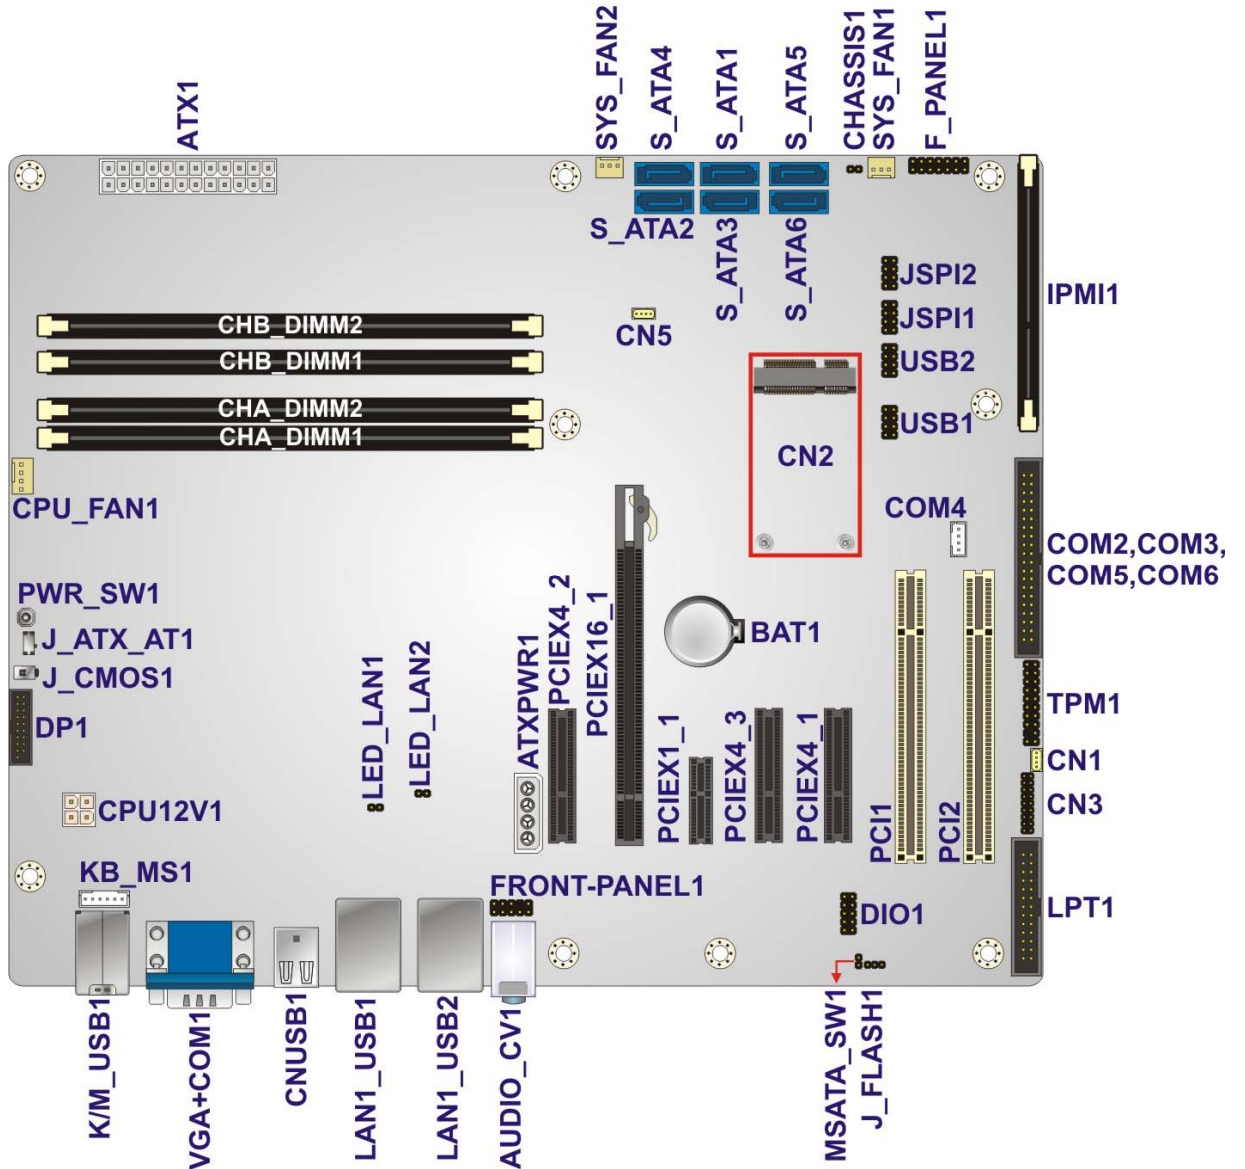 ATX1
SYS_FAN2
S_ATA4
S_ATA1
S_ATA5
CHASSIS1
SYS_FAN1
F_PANEL1
S_ATA2
S_ATA3
S_ATA6
JSPI2
IPMI1
CHB_DIMM2
CN5
JSPI1
CHB_DIMM1
USB2
CHA_DIMM2
CHA_DIMM1
USB1
CN2
CPU_FAN1
COM4
COM2,COM3,
COM5,COM6
PWR_SW1
J_ATX_AT1
J_CMOS1
DP1
BAT1
LED_LAN1
LED_LAN2
ATXPWR1
PCIEX4_2
PCIEX16_1
PCIEX1_1
PCIEX4_3
PCIEX4_1
PCI1
PCI2
TPM1
CN1
CN3
CPU12V1
KB_MS1
FRONT-PANEL1
DIO1
LPT1
K/M_USB1
VGA+COM1
CNUSB1
LAN1_USB1
LAN1_USB2
AUDIO_CV1
MSATA_SW1
J_FLASH1